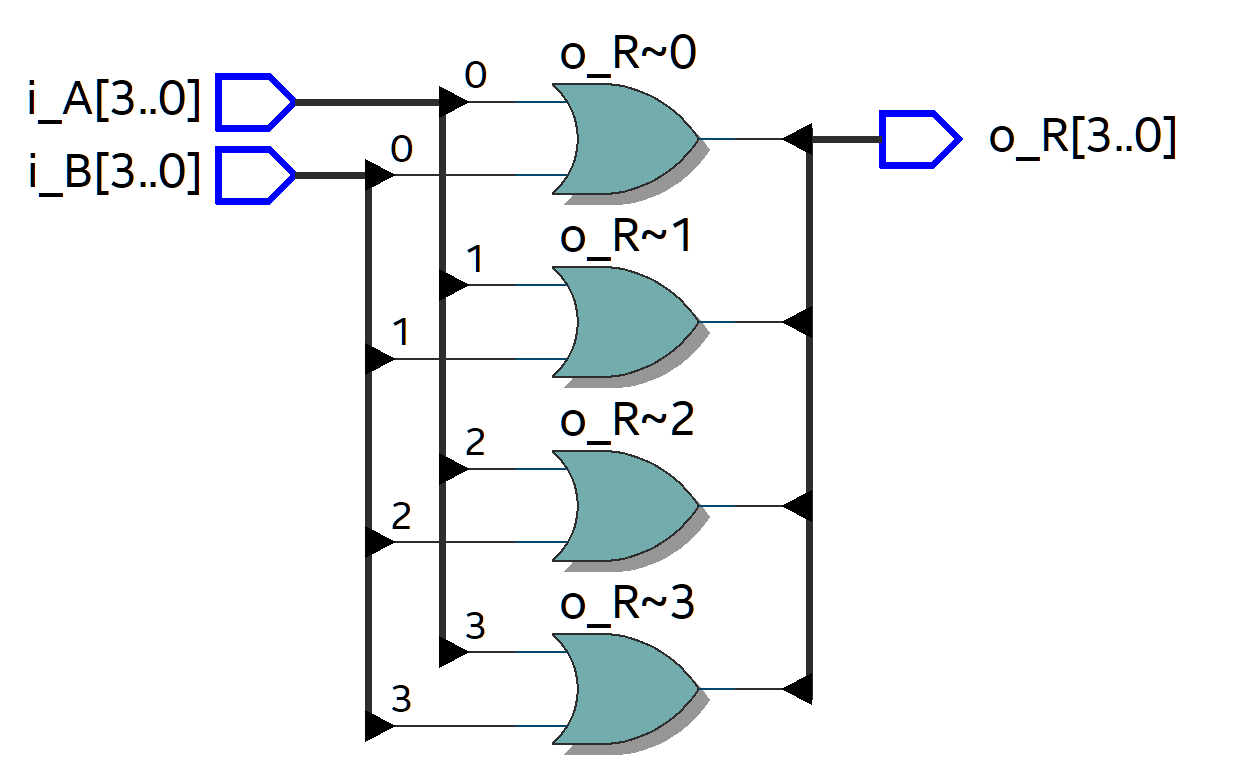 i_A[3..0]
0
o_R~0
i_B[3..0]
0
o_R[3..0]
1
o_R~1
1
2
o_R~2
2
3
o_R~3
3